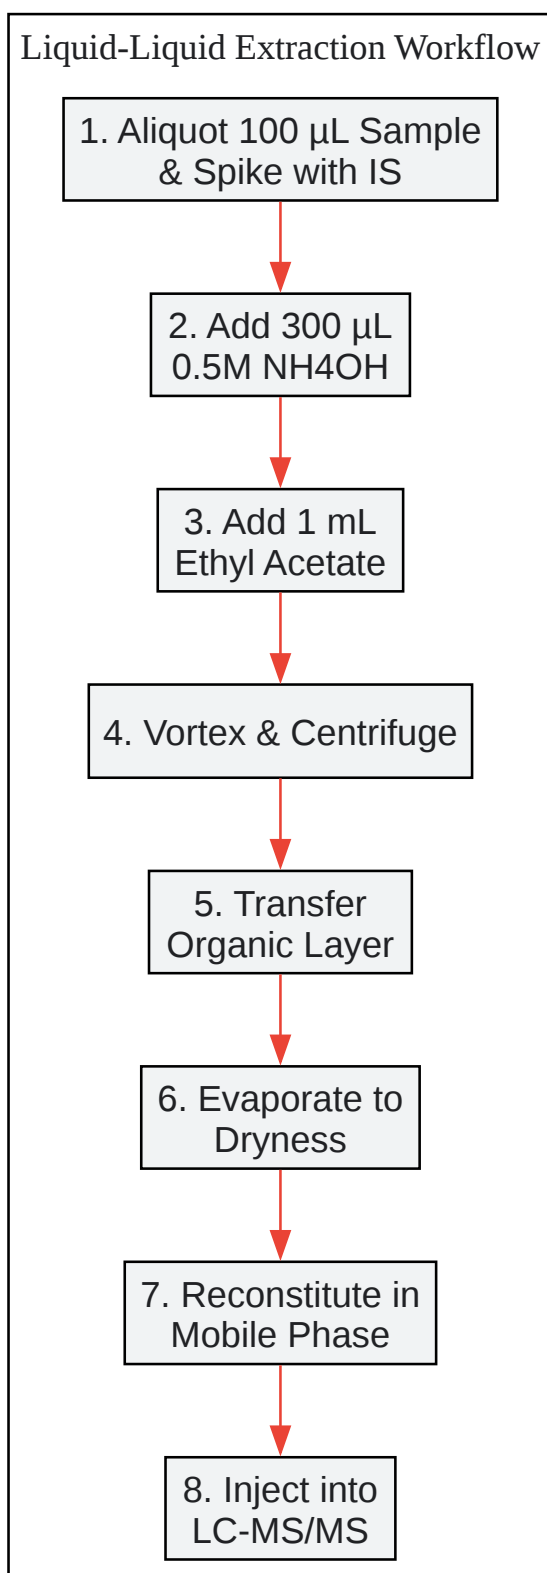 Liquid-Liquid Extraction Workflow
1. Aliquot 100 µL Sample
& Spike with IS
2. Add 300 µL
0.5M NH4OH
3. Add 1 mL
Ethyl Acetate
4. Vortex & Centrifuge
5. Transfer
Organic Layer
6. Evaporate to
Dryness
7. Reconstitute in
Mobile Phase
8. Inject into
LC-MS/MS